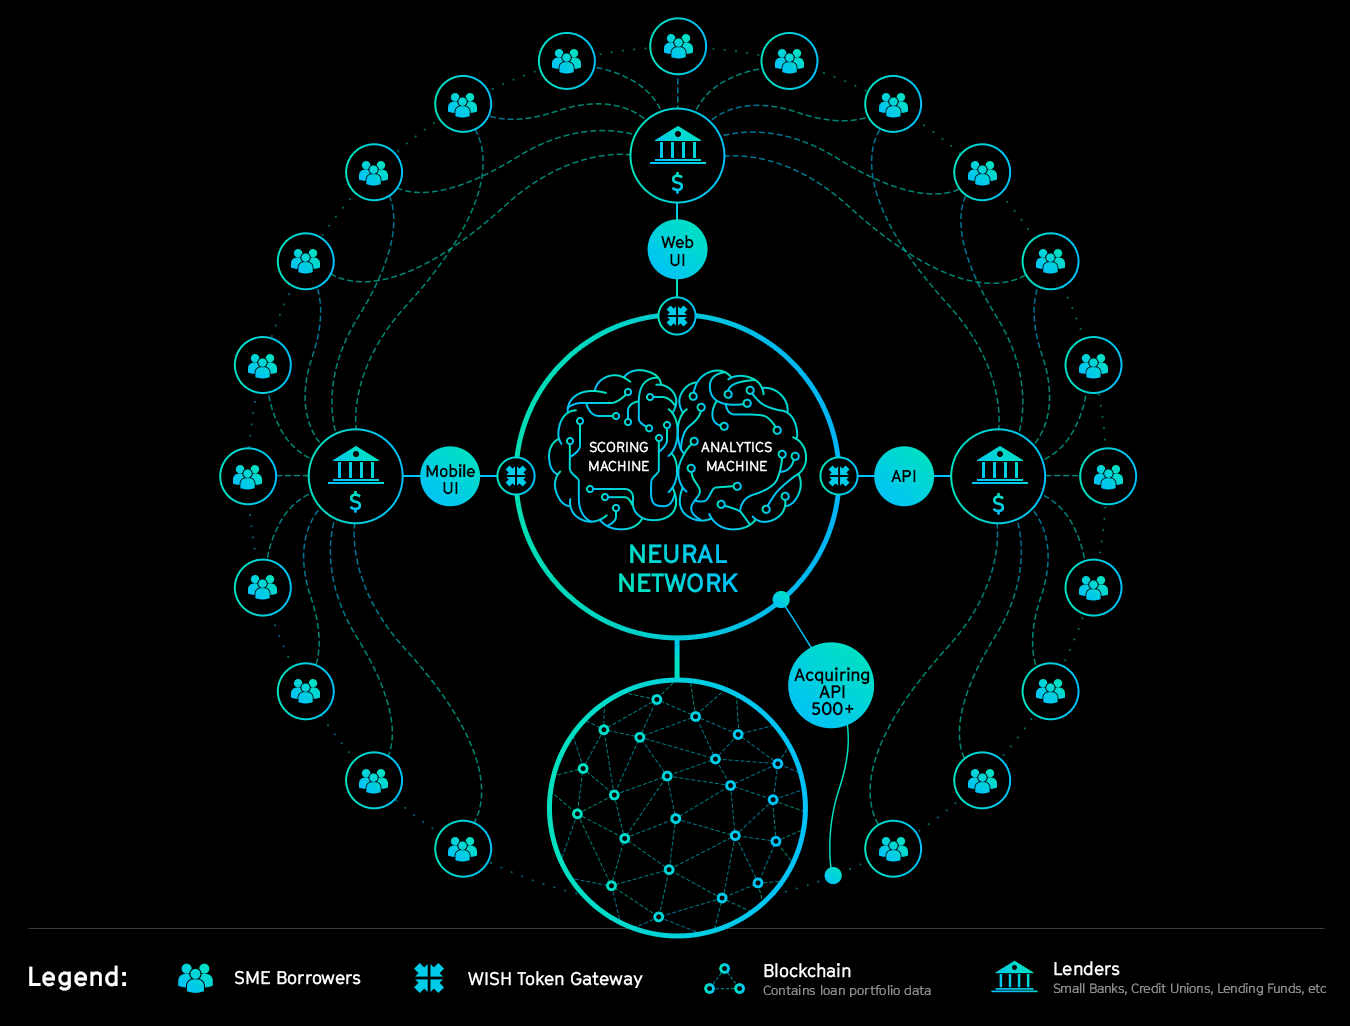 $
Web
UI
SCORING
MACHINE
ANALYTICS
MACHINE
$
Mobile
UI
API
$
NEURAL
NETWORK
Acquiring
API
500+
Legend:
SME Borrowers
WISH Token Gateway
Blockchain
Contains loan portfolio data
Lenders
Small Banks, Credit Unions, Lending Funds, etc